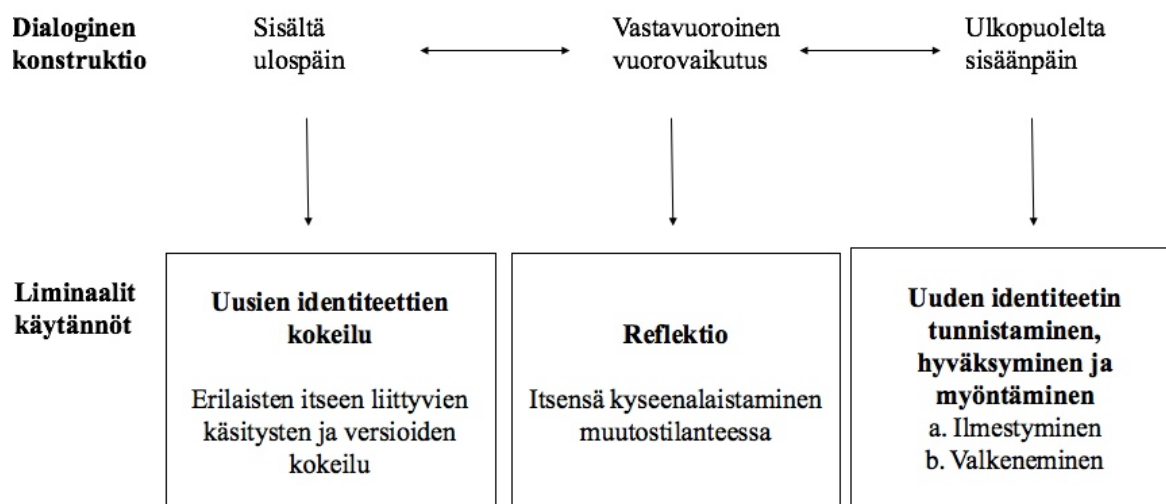 Dialoginen
konstruktio
Sisältä
ulospäin
Vastavuoroinen
vuorovaikutus
Ulkopuolelta
sisäänpäin
Liminaalit
käytännöt
Uusien identiteettien
kokeilu
Erilaisten itseen liittyvien
käsitysten ja versioiden
kokeilu
Reflektio
Itsensä kyseenalaistaminen
muutostilanteessa
Uuden identiteetin
tunnistaminen,
hyväksyminen ja
myöntäminen
a. Ilmestyminen
b. Valkeneminen